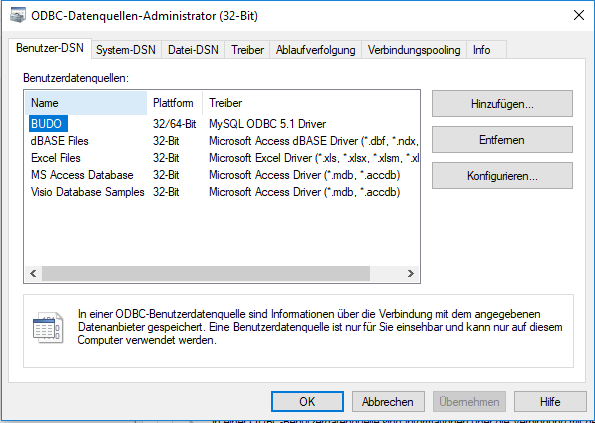 ODBC-Datenquellen-Administrator (32-Bit)
Benutzer-DSN System-DSN Datei-DSN Treiber Ablaufverfolgung Verbindungspooling Info
Benutzerdatenquellen:
Name Plattform Treiber
BUDO 32/64-Bit MySQL ODBC 5.1 Driver
dBASE Files 32-Bit Microsoft Access dBASE Driver (*.dbf, *.ndx,
Excel Files 32-Bit Microsoft Excel Driver (*.xls, *.xlsx, *.xlsm, *.xl
MS Access Database 32-Bit Microsoft Access Driver (*.mdb, *.accdb)
Visio Database Samples 32-Bit Microsoft Access Driver (*.mdb, *.accdb)
Hinzufügen...
Entfernen
Konfigurieren...
In einer ODBC-Benutzerdatenquelle sind Informationen über die Verbindung mit dem angegebenen
Datenanbieter gespeichert. Eine Benutzerdatenquelle ist nur für Sie einsehbar und kann nur auf diesem
Computer verwendet werden.
OK Abbrechen Übernehmen Hilfe